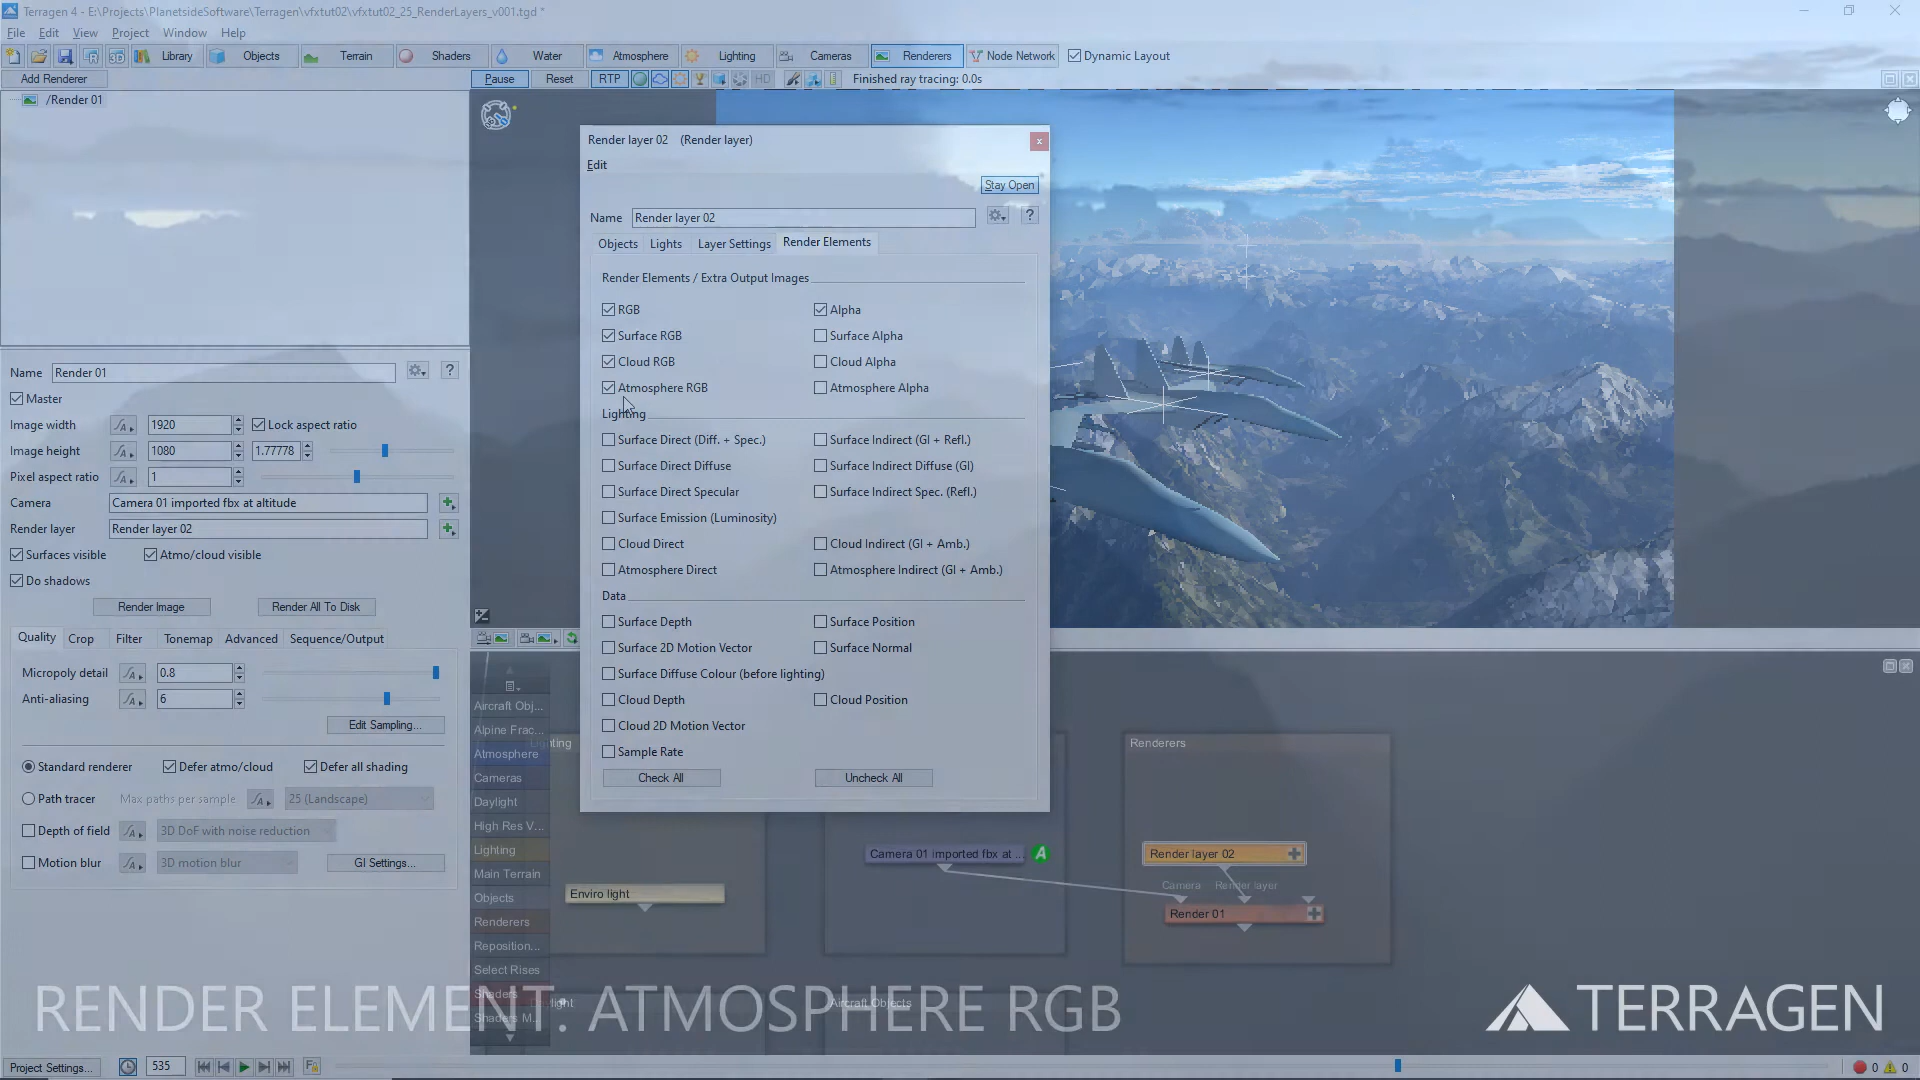 Terragen 4 - E:\Projects\PlanetsideSoftware\Terragen\vfxtut02\vfxtut02_25_RenderLayers_v001.tgd *
File Edit View Project Window Help
Library Objects Terrain Shaders Water Atmosphere Lighting Cameras Renderers Node Network Dynamic Layout
Add Renderer Pause Reset RTP HD Finished ray tracing: 0.0s
/Render 01
Render layer 02 (Render layer)
Edit
Stay Open
Name Render layer 02 ?
Objects Lights Layer Settings Render Elements
Render Elements / Extra Output Images
RGB Alpha
Surface RGB Surface Alpha
Cloud RGB Cloud Alpha
Atmosphere RGB Atmosphere Alpha
Lighting
Surface Direct (Diff. + Spec.) Surface Indirect (GI + Refl.)
Surface Direct Diffuse Surface Indirect Diffuse (GI)
Surface Direct Specular Surface Indirect Spec. (Refl.)
Surface Emission (Luminosity)
Cloud Direct Cloud Indirect (GI + Amb.)
Atmosphere Direct Atmosphere Indirect (GI + Amb.)
Data
Surface Depth Surface Position
Surface 2D Motion Vector Surface Normal
Surface Diffuse Colour (before lighting)
Cloud Depth Cloud Position
Cloud 2D Motion Vector
Sample Rate
Check All Uncheck All
Name Render 01 ?
Master
Image width 1920 Lock aspect ratio
Image height 1080 1.77778
Pixel aspect ratio 1
Camera Camera 01 imported fbx at altitude
Render layer Render layer 02
Surfaces visible Atmo/cloud visible
Do shadows
Render Image Render All To Disk
Quality Crop Filter Tonemap Advanced Sequence/Output
Micropoly detail 0.8
Anti-aliasing 6
Edit Sampling...
Standard renderer Defer atmo/cloud Defer all shading
Path tracer Max paths per sample 25 (Landscape)
Depth of field 3D DoF with noise reduction
Motion blur 3D motion blur GI Settings...
Aircraft Obj...
Alpine Frac...
Atmosphere
Cameras
Daylight
High Res V...
Lighting
Main Terrain
Objects
Renderers
Reposition...
Select Rises
Shaders
Shaders M...
Enviro light
Camera 01 imported fbx at ... A
Renderers
Render layer 02
Camera Render layer
Render 01
Aircraft Objects
RENDER ELEMENT: ATMOSPHERE RGB
TERRAGEN
Project Settings... 535 0 0